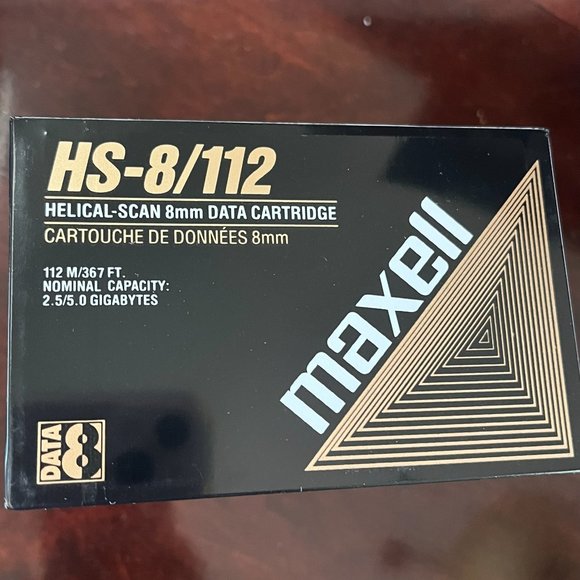 HS-8/112
HELICAL-SCAN 8mm DATA CARTRIDGE
CARTOUCHE DE DONNÉES 8mm
112 M/367 FT.
NOMINAL CAPACITY:
2.5/5.0 GIGABYTES
maxell
DATA 8